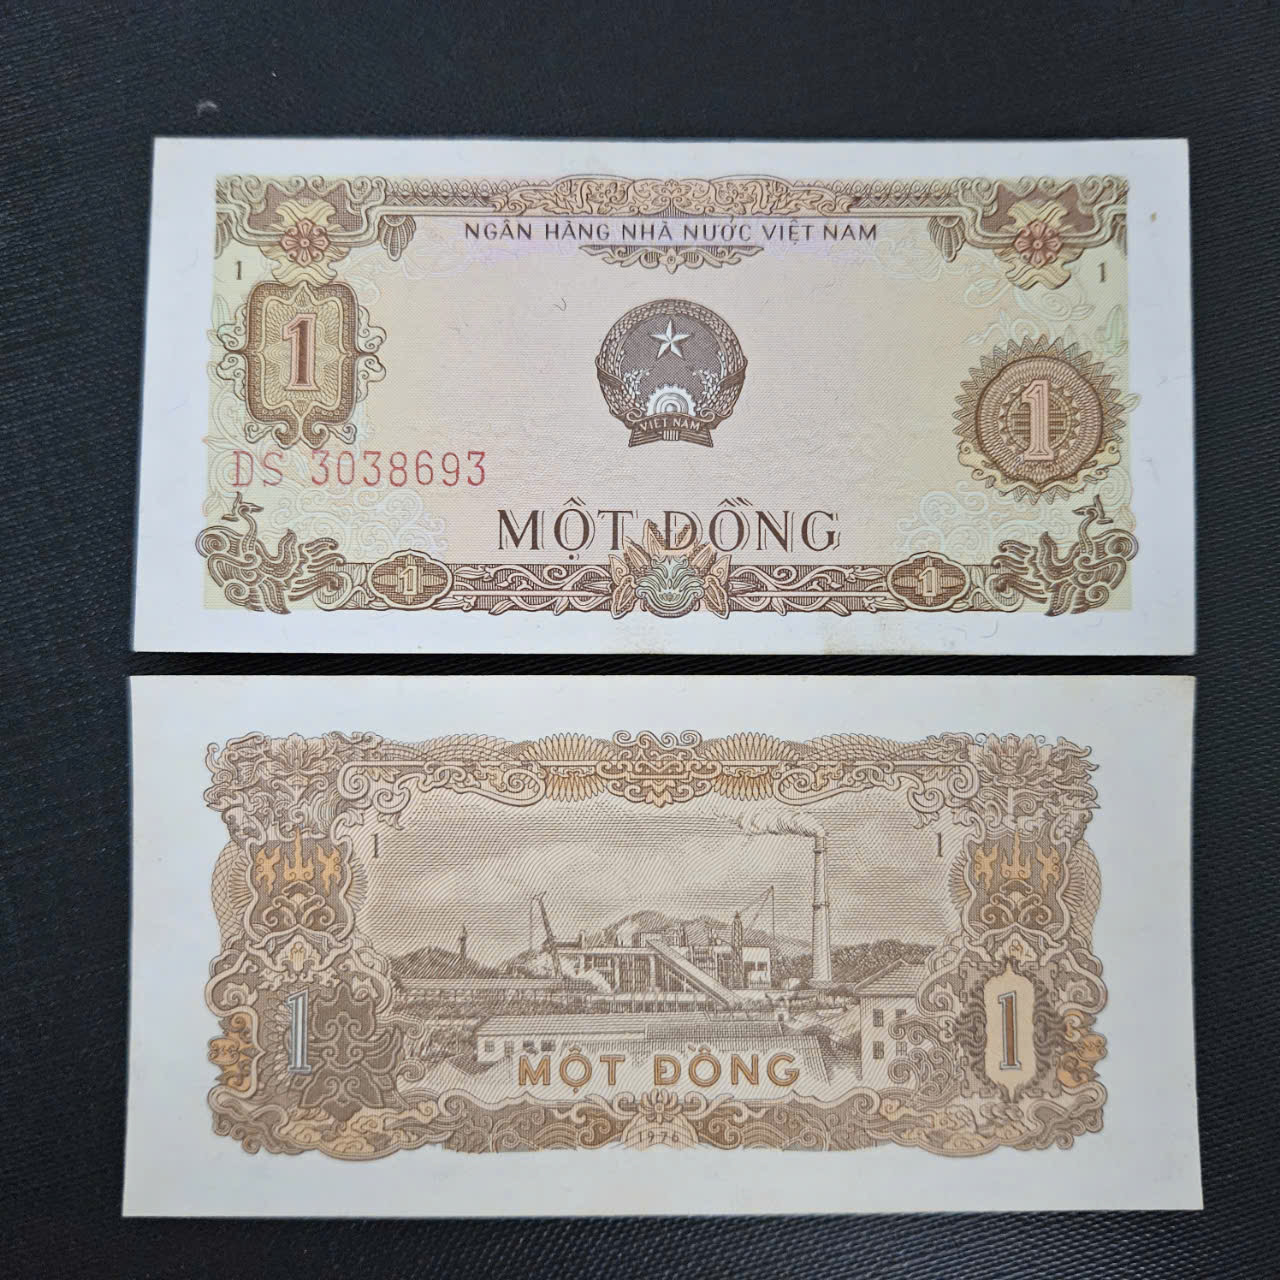 NGÂN HÀNG NHÀ NƯỚC VIỆT NAM
1 1
1
VIỆT NAM
1
DS 3038693
MỘT ĐỒNG
1 1
1 1
1 1
MỘT ĐỒNG
1976